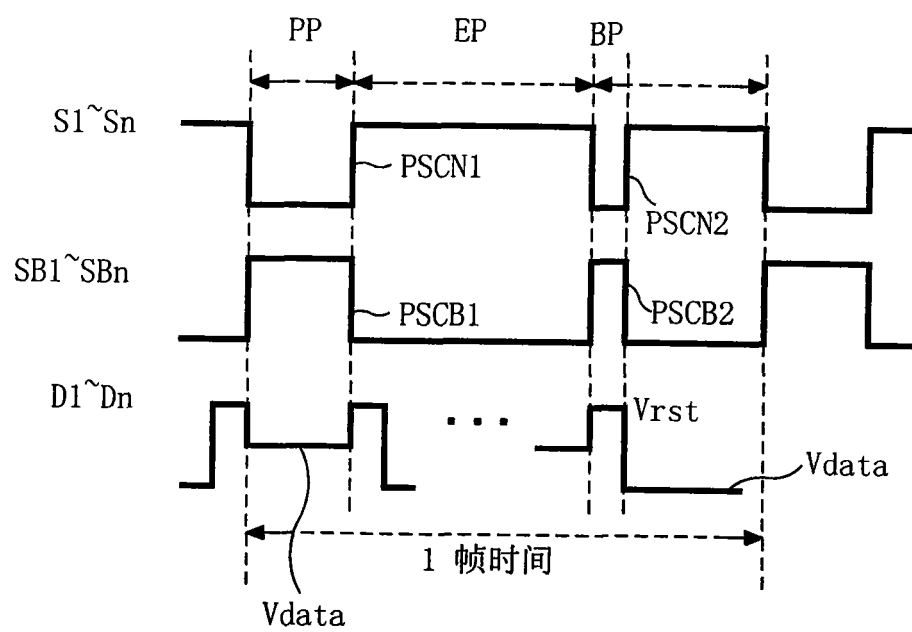 PP EP BP
S1~Sn
PSCN1
PSCN2
SB1~SBn
PSCB1
PSCB2
D1~Dn
...
Vrst
Vdata
1 帧时间
Vdata